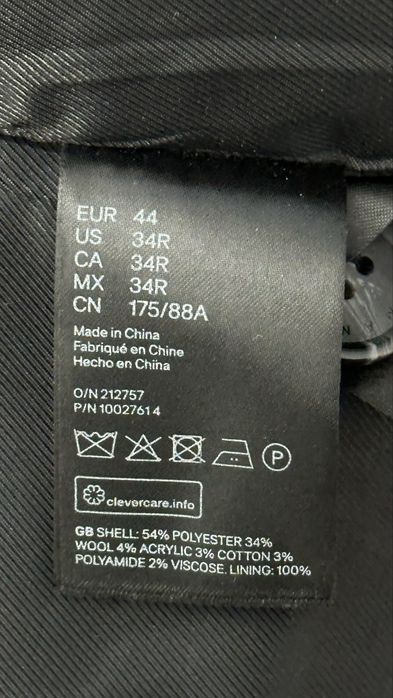 EUR 44
US 34R
CA 34R
MX 34R
CN 175/88A
Made in China
Fabriqué en Chine
Hecho en China
O/N 212757
P/N 10027614
P
clevercare.info
GB SHELL: 54% POLYESTER 34%
WOOL 4% ACRYLIC 3% COTTON 3%
POLYAMIDE 2% VISCOSE. LINING: 100%